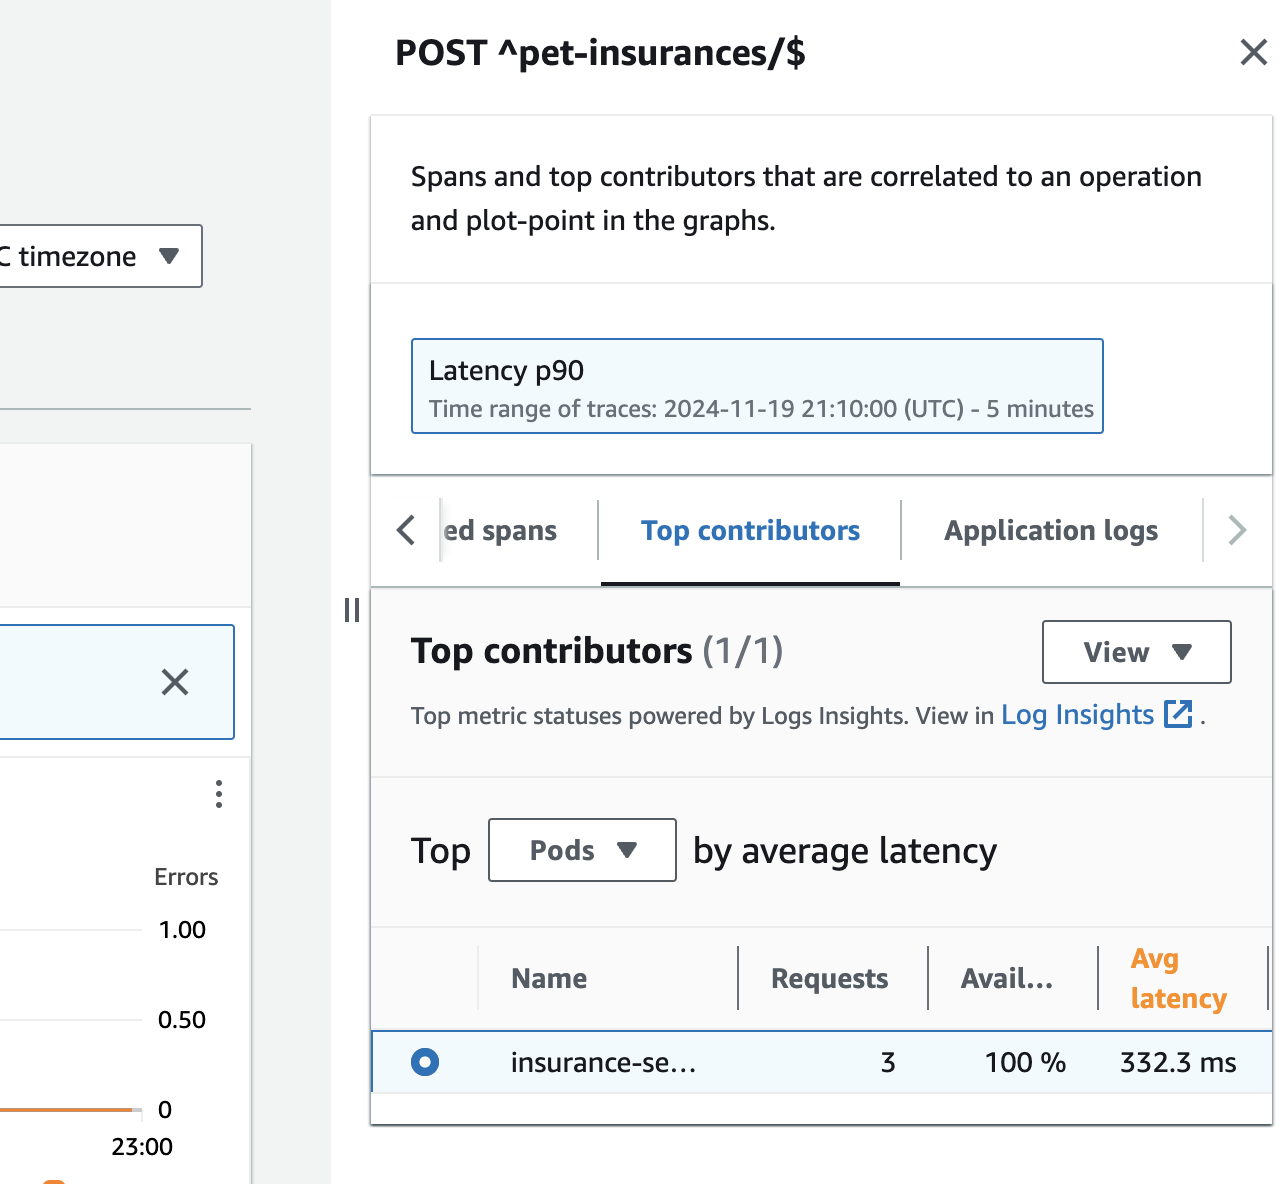 POST ^pet-insurances/$
Spans and top contributors that are correlated to an operation
and plot-point in the graphs.
C timezone
Latency p90
Time range of traces: 2024-11-19 21:10:00 (UTC) - 5 minutes
ed spans
Top contributors
Application logs
Top contributors (1/1)
View
Top metric statuses powered by Logs Insights. View in Log Insights .
Top Pods by average latency
Errors
1.00
0.50
0
23:00
Name
Requests
Avail...
Avg
latency
insurance-se...
3
100 %
332.3 ms